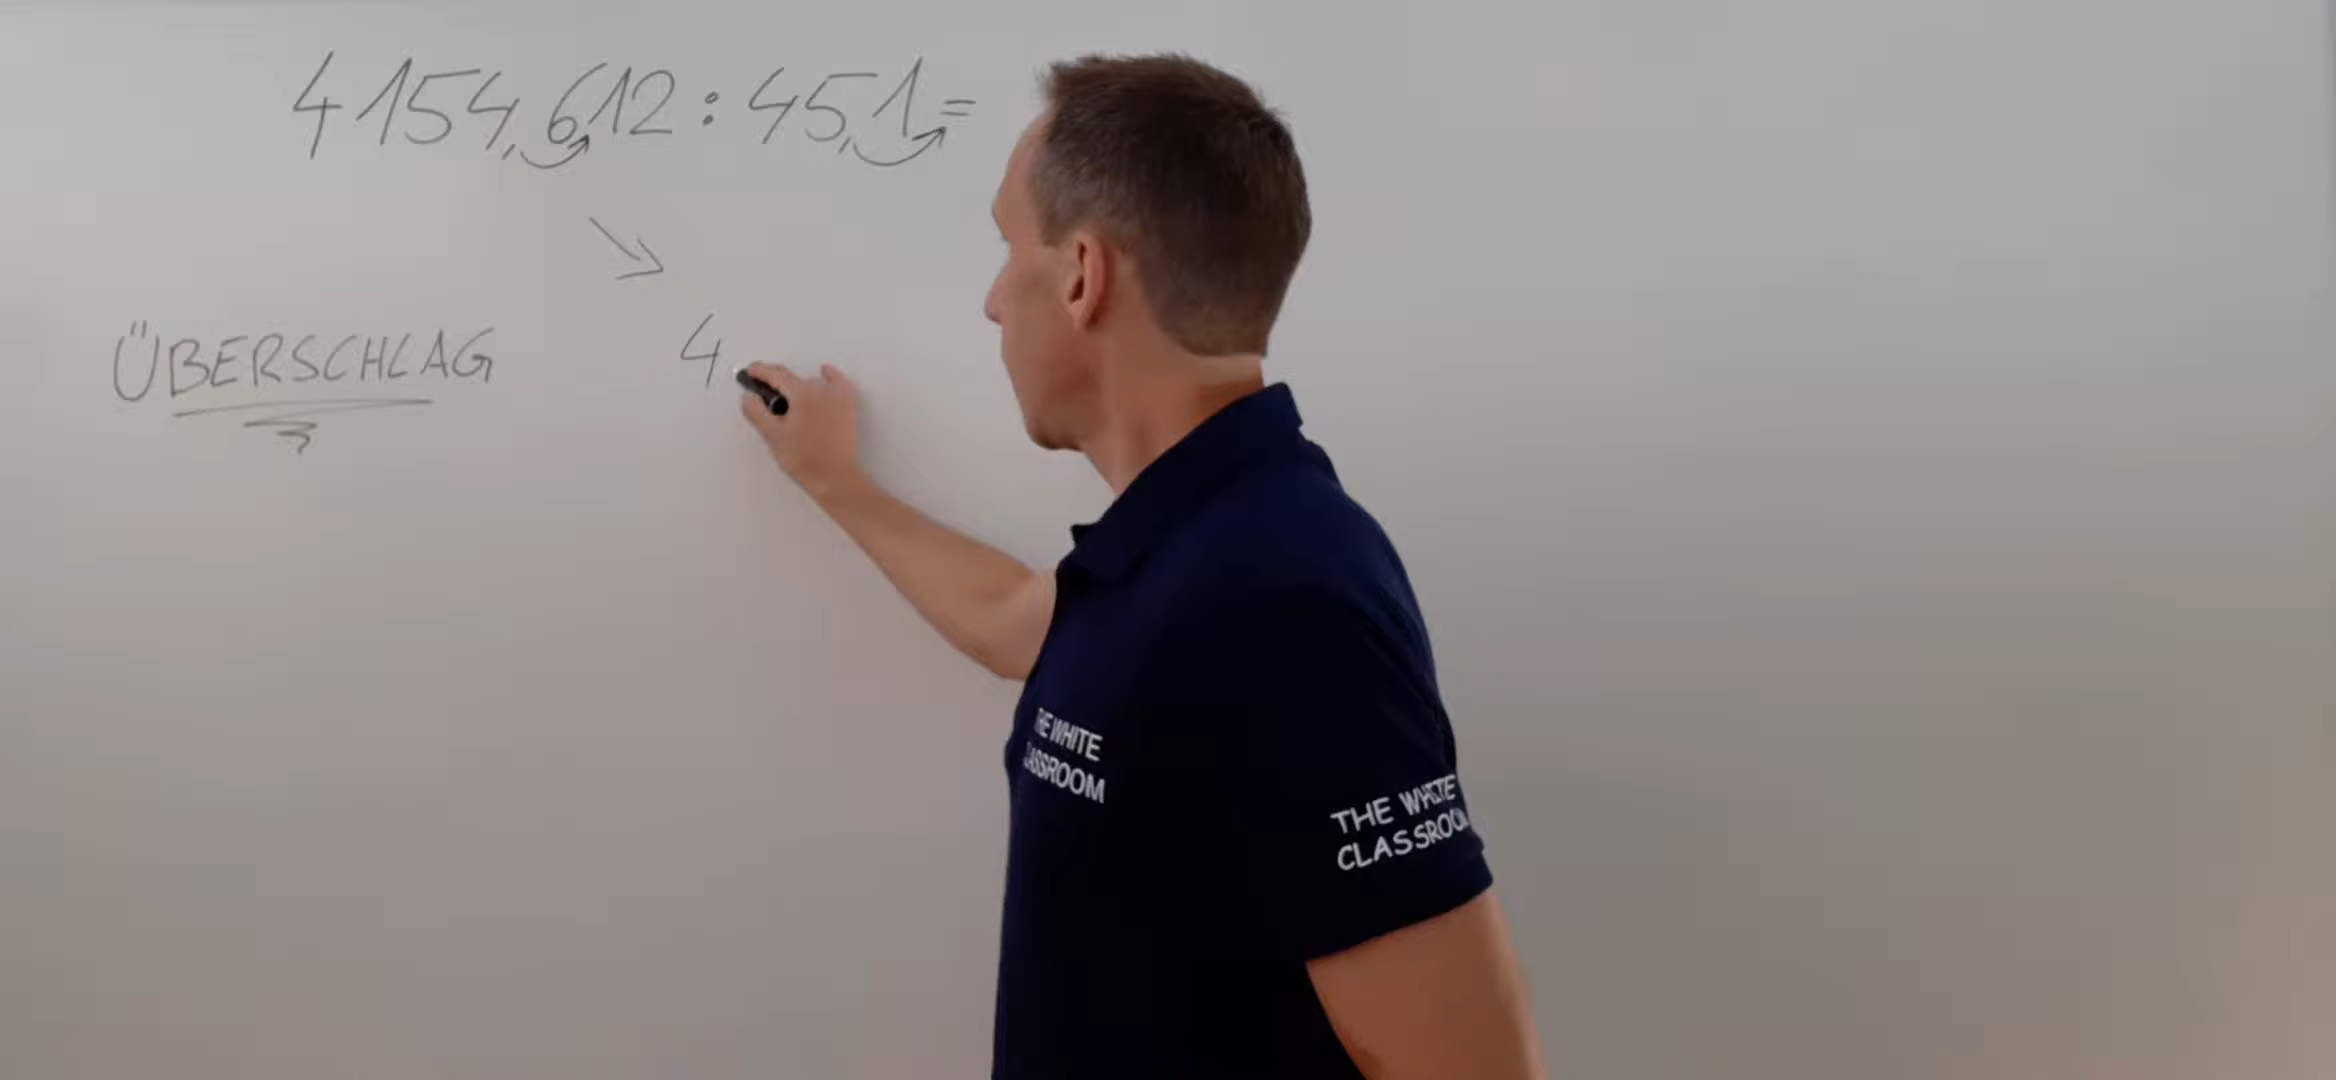 4154,612 : 45,1 =
ÜBERSCHLAG
4
THE WHITE
CLASSROOM
THE WHITE
CLASSROOM